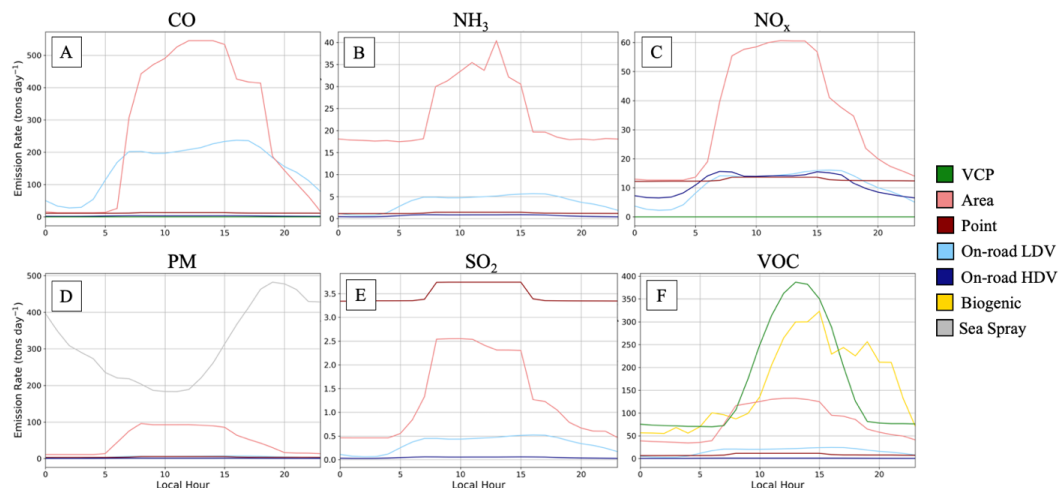 CO
NH₃
NOₓ
A
B
C
Emission Rate (tons day⁻¹)
500
400
300
200
100
0
0 5 10 15 20
40
35
30
25
20
15
10
5
0
0 5 10 15 20
60
50
40
30
20
10
0
0 5 10 15 20
PM
SO₂
VOC
D
E
F
Emission Rate (tons day⁻¹)
500
400
300
200
100
0
0 5 10 15 20
Local Hour
3.5
3.0
2.5
2.0
1.5
1.0
0.5
0.0
0 5 10 15 20
Local Hour
400
350
300
250
200
150
100
50
0
0 5 10 15 20
Local Hour
VCP
Area
Point
On-road LDV
On-road HDV
Biogenic
Sea Spray